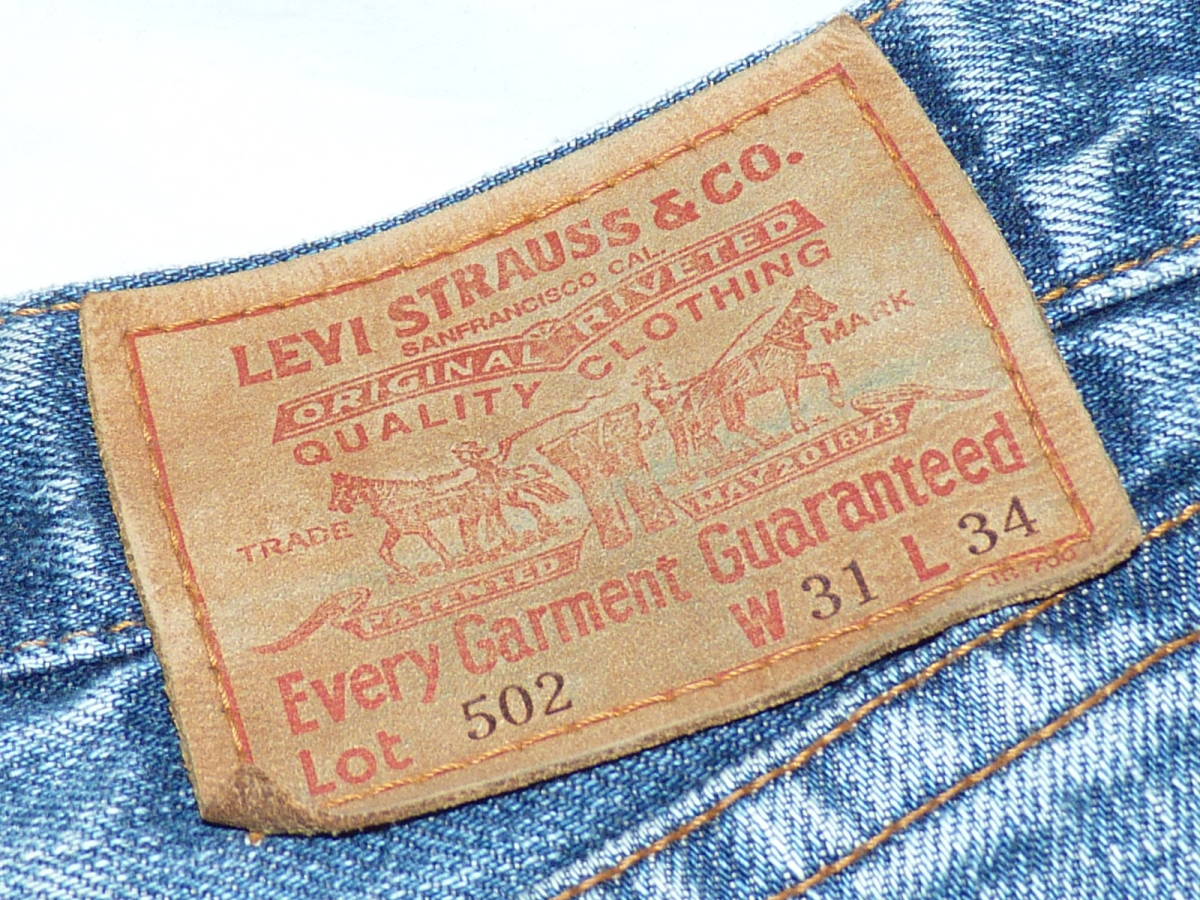 LEVI STRAUSS & CO.
SANFRANCISCO CAL.
ORIGINAL RIVETED
QUALITY CLOTHING
TRADE MARK
PATENTED MAY 20 1873
Every Garment Guaranteed
Lot 502 W 31 L 34